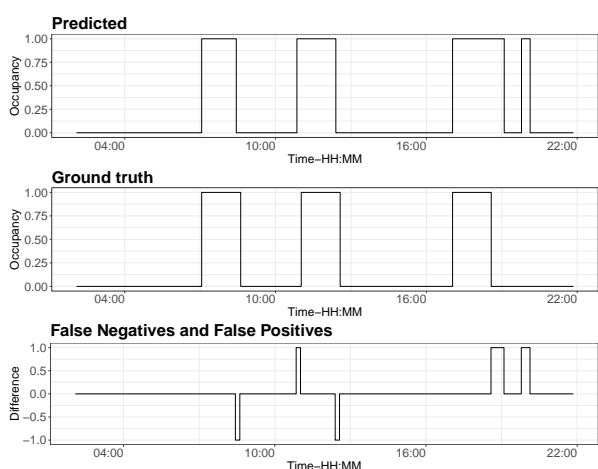 Predicted
1.00
0.75
0.50
0.25
0.00
Occupancy
04:00 10:00 16:00 22:00
Time−HH:MM
Ground truth
1.00
0.75
0.50
0.25
0.00
Occupancy
04:00 10:00 16:00 22:00
Time−HH:MM
False Negatives and False Positives
1.0
0.5
0.0
−0.5
−1.0
Difference
04:00 10:00 16:00 22:00
Time−HH:MM